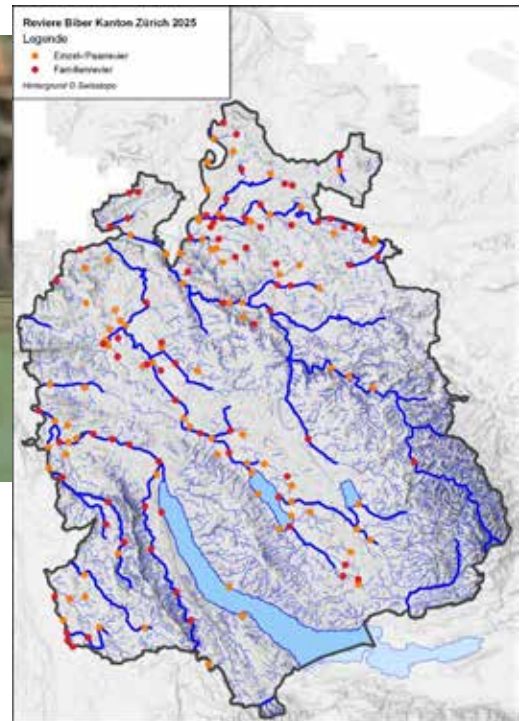 Reviere Biber Kanton Zürich 2025
Legende
Einzel-/Paarrevier
Familienrevier
Hintergrund © Swisstopo